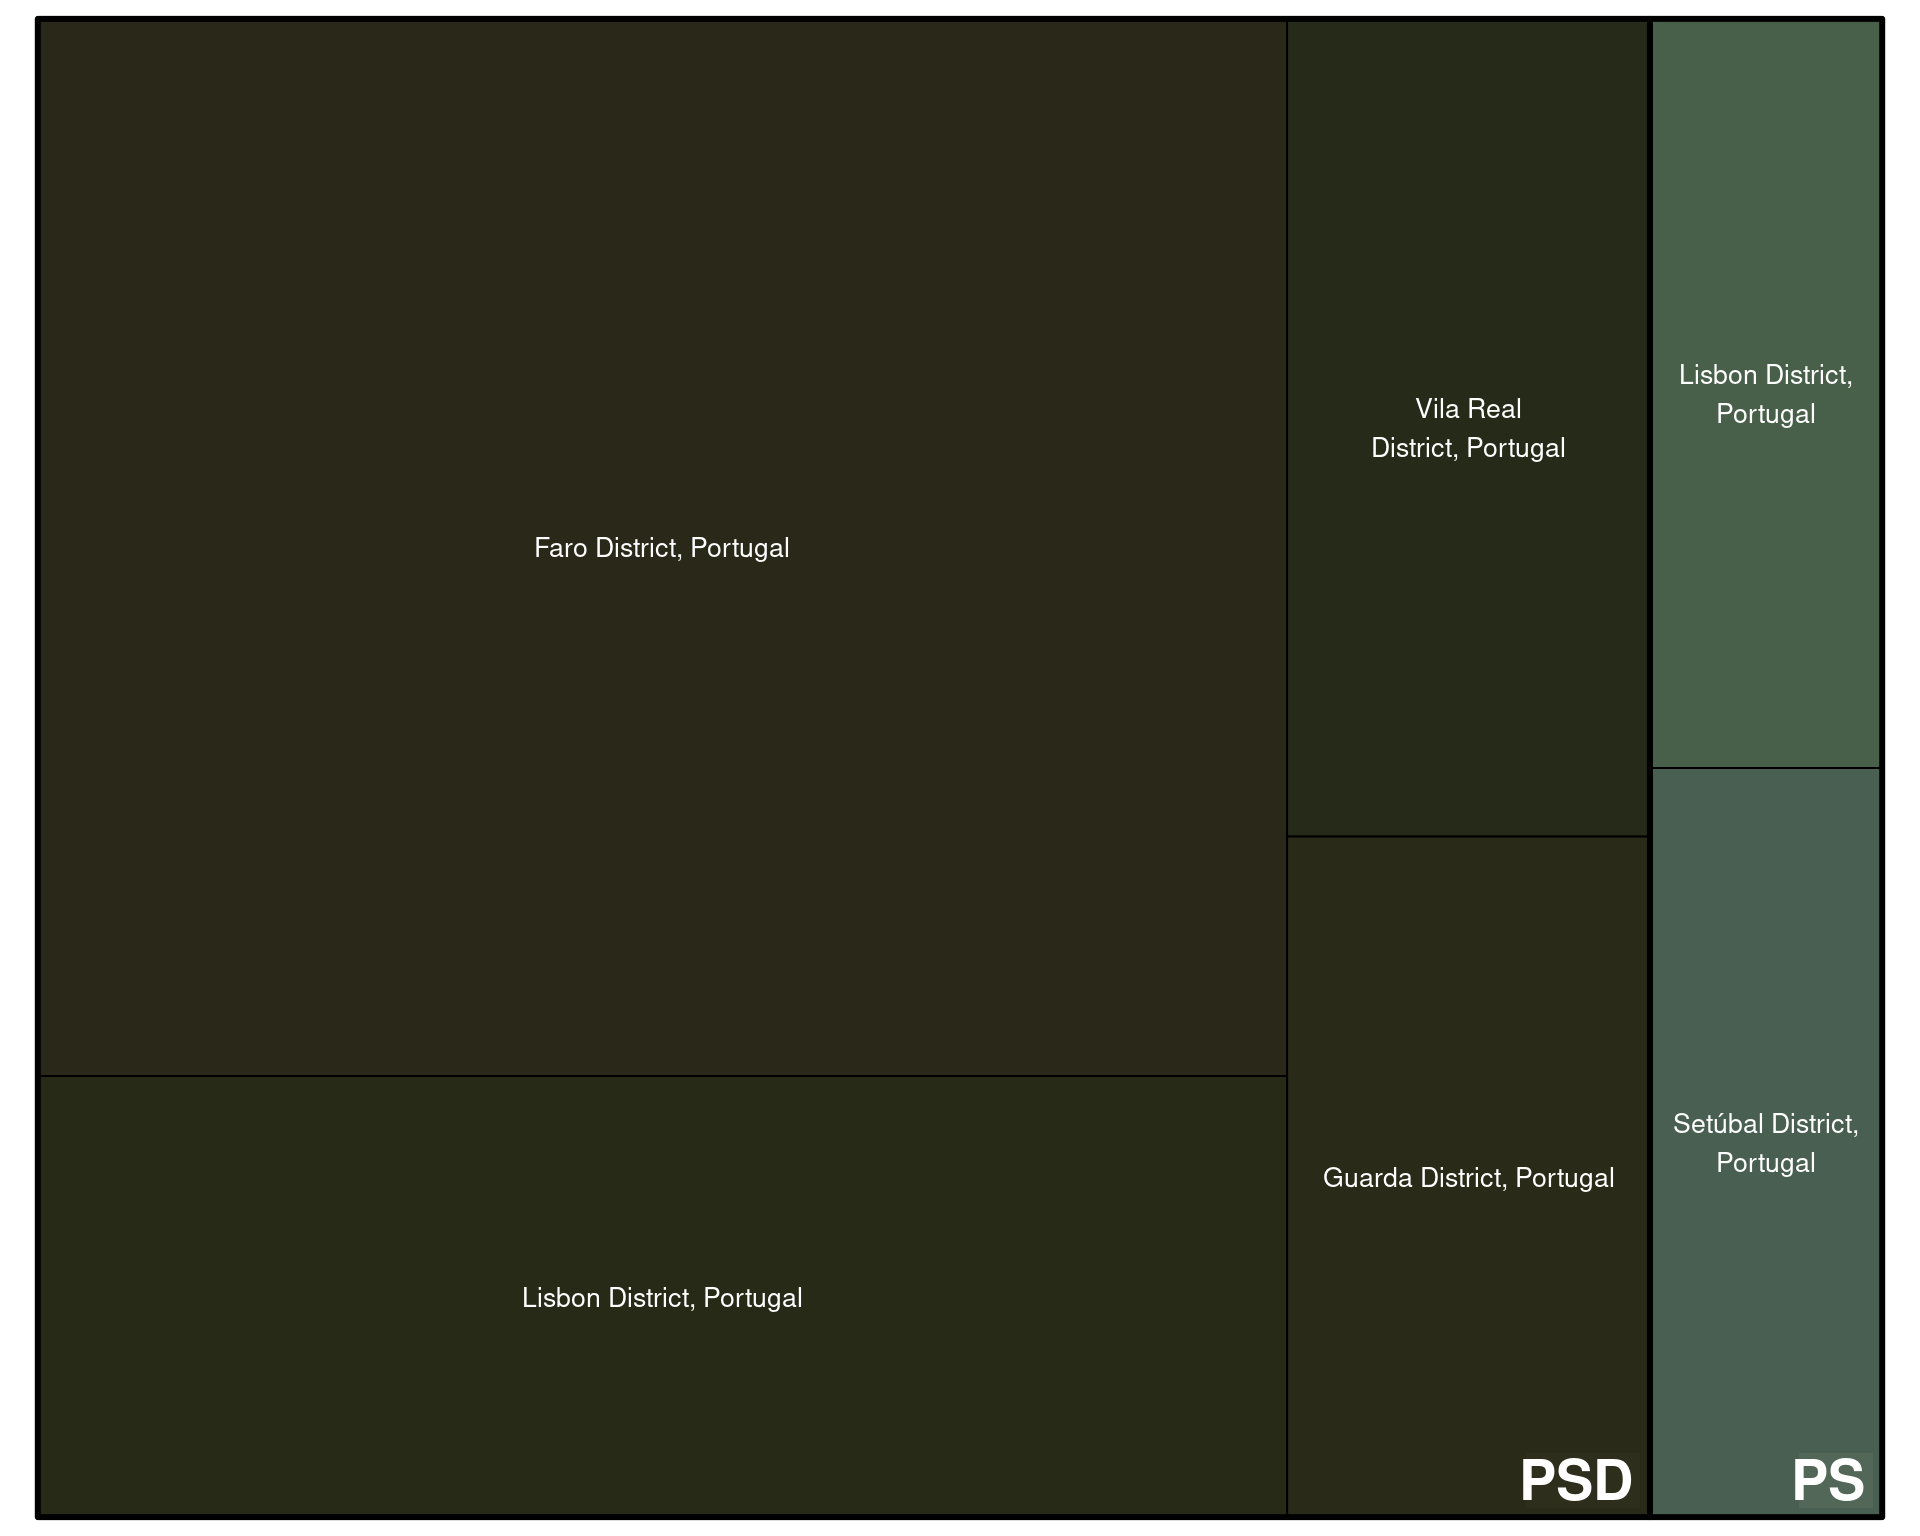 Faro District, Portugal
Lisbon District, Portugal
Vila Real
District, Portugal
Guarda District, Portugal
PSD
Lisbon District,
Portugal
Setúbal District,
Portugal
PS